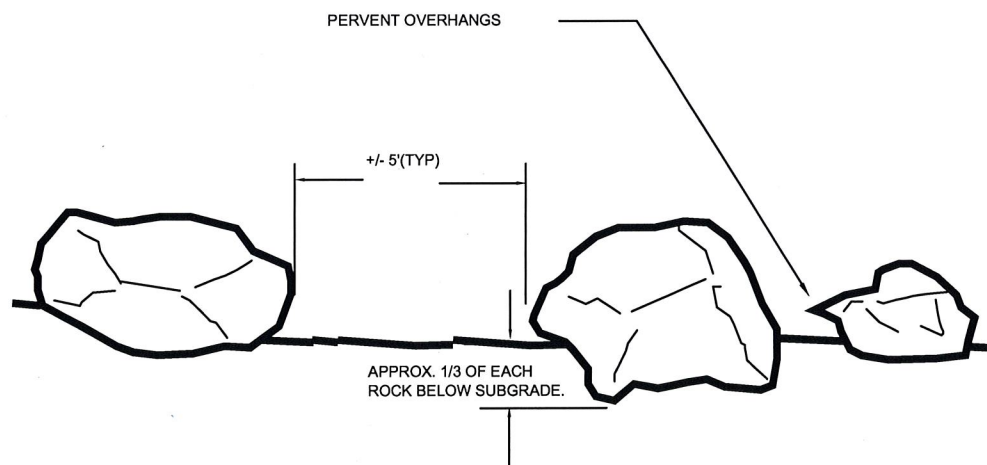 PERVENT OVERHANGS
+/- 5'(TYP)
APPROX. 1/3 OF EACH
ROCK BELOW SUBGRADE.